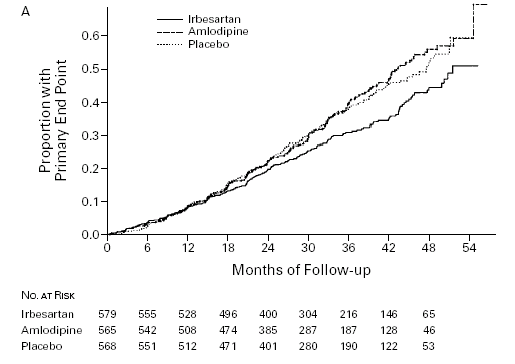 A
Irbesartan
Amlodipine
Placebo
Proportion with
Primary End Point
0.6
0.5
0.4
0.3
0.2
0.1
0.0
0 6 12 18 24 30 36 42 48 54
Months of Follow-up
No. at Risk
Irbesartan 579 555 528 496 400 304 216 146 65
Amlodipine 565 542 508 474 385 287 187 128 46
Placebo 568 551 512 471 401 280 190 122 53